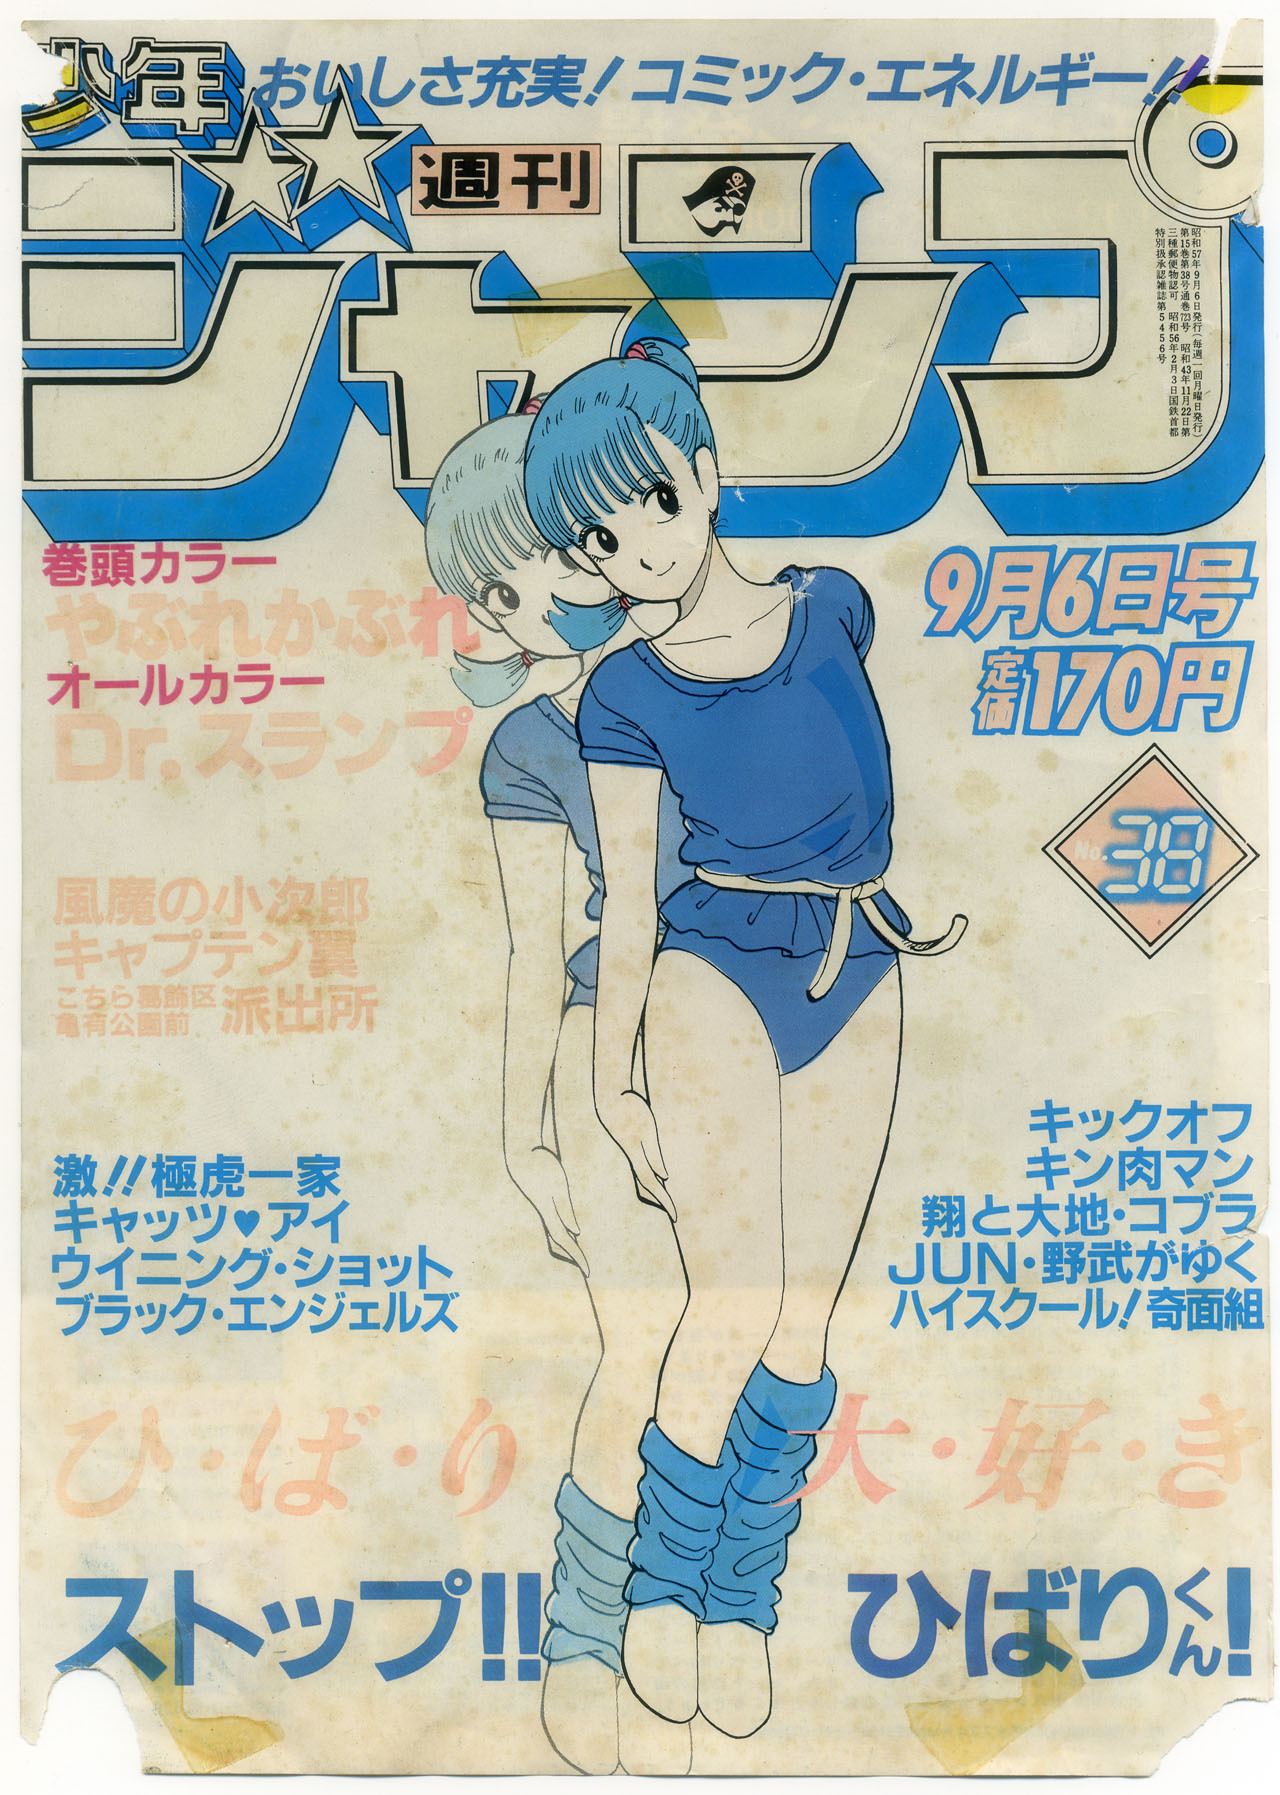 少年
おいしさ充実!コミック・エネルギー!!
週刊
ジャンプ
昭和57年9月6日発行(毎週一回月曜日発行)
第15巻第38号通巻723号 昭和43年11月22日第
三種郵便物認可 昭和56年2月3日国鉄首都
特別扱承認雑誌第5456号
巻頭カラー
やぶれかぶれ
オールカラー
Dr.スランプ
9月6日号
定価170円
No.38
風魔の小次郎
キャプテン翼
こちら葛飾区
亀有公園前
派出所
激!!極虎一家
キャッツ♥アイ
ウイニング・ショット
ブラック・エンジェルズ
キックオフ
キン肉マン
翔と大地・コブラ
JUN・野武がゆく
ハイスクール!奇面組
ひ・ば・り 大・好・き
ストップ!! ひばりくん!